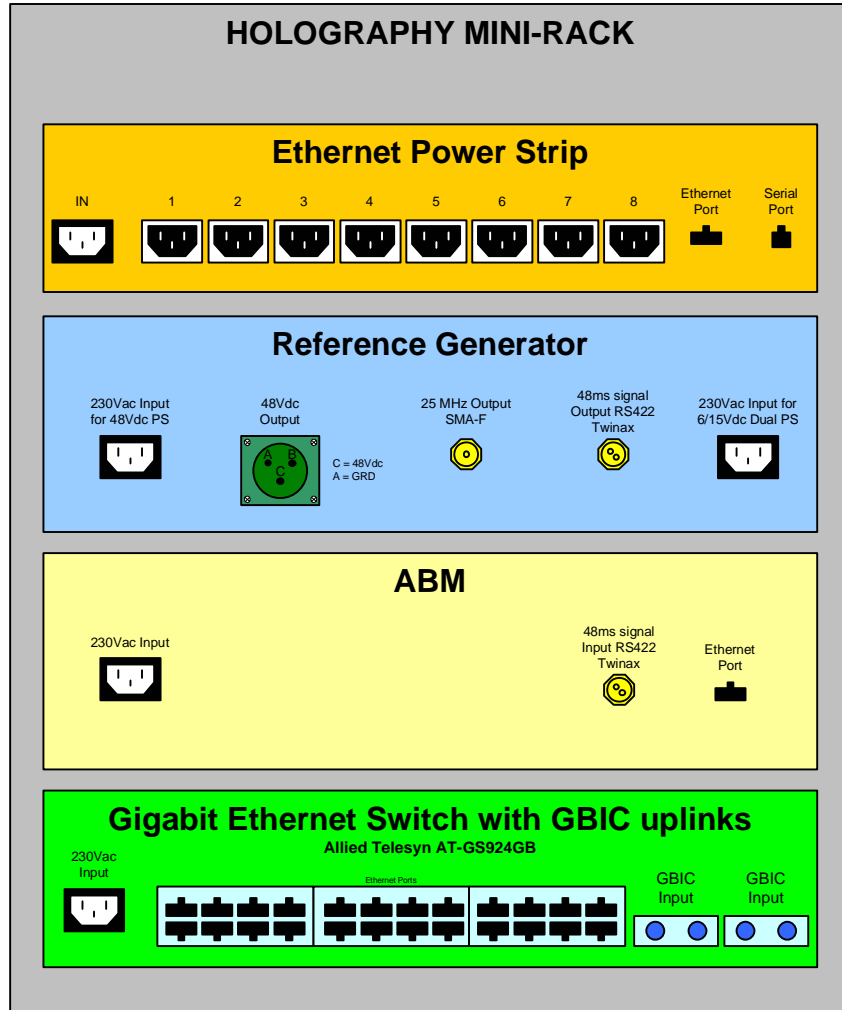 HOLOGRAPHY MINI-RACK
Ethernet Power Strip
IN
1
2
3
4
5
6
7
8
Ethernet
Port
Serial
Port
Reference Generator
230Vac Input
for 48Vdc PS
48Vdc
Output
A
B
C
C = 48Vdc
A = GRD
25 MHz Output
SMA-F
48ms signal
Output RS422
Twinax
230Vac Input for
6/15Vdc Dual PS
ABM
230Vac Input
48ms signal
Input RS422
Twinax
Ethernet
Port
Gigabit Ethernet Switch with GBIC uplinks
Allied Telesyn AT-GS924GB
230Vac
Input
Ethernet Ports
GBIC
Input
GBIC
Input